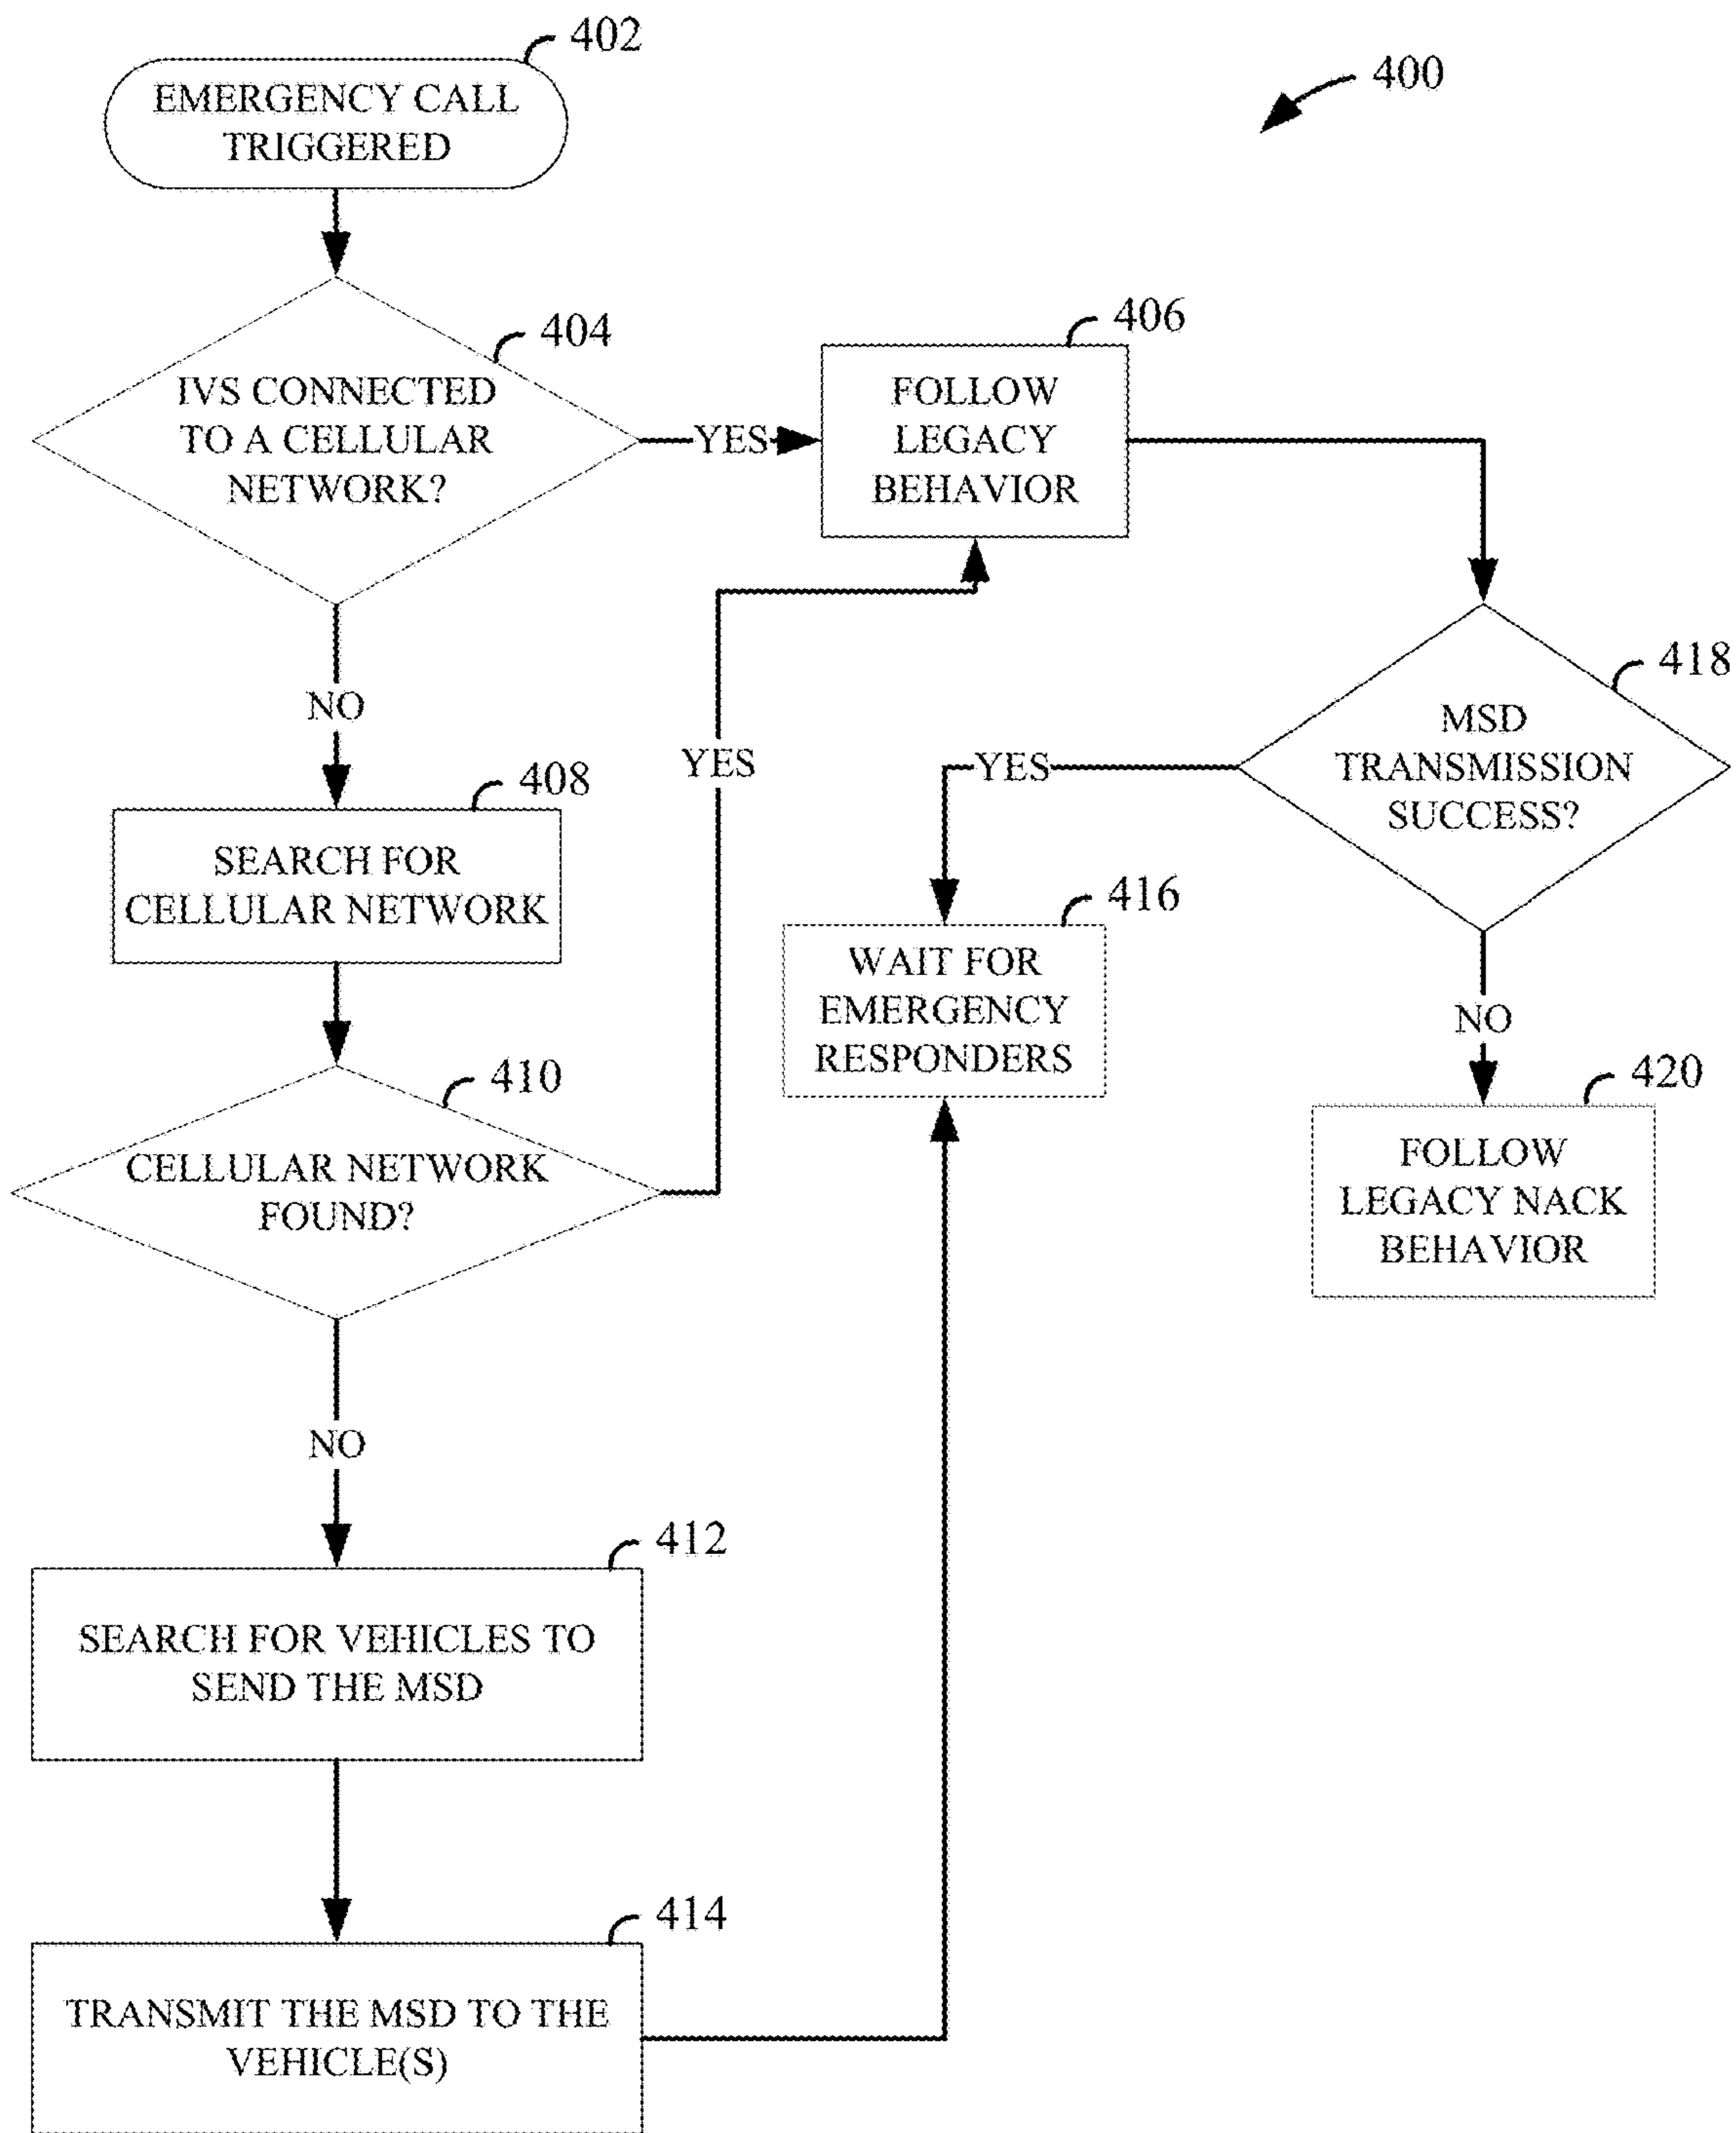 402
EMERGENCY CALL
TRIGGERED
400
404
IVS CONNECTED
TO A CELLULAR
NETWORK?
YES
406
FOLLOW
LEGACY
BEHAVIOR
NO
408
SEARCH FOR
CELLULAR NETWORK
YES
418
MSD
TRANSMISSION
SUCCESS?
YES
416
WAIT FOR
EMERGENCY
RESPONDERS
NO
420
FOLLOW
LEGACY NACK
BEHAVIOR
410
CELLULAR NETWORK
FOUND?
NO
412
SEARCH FOR VEHICLES TO
SEND THE MSD
414
TRANSMIT THE MSD TO THE
VEHICLE(S)